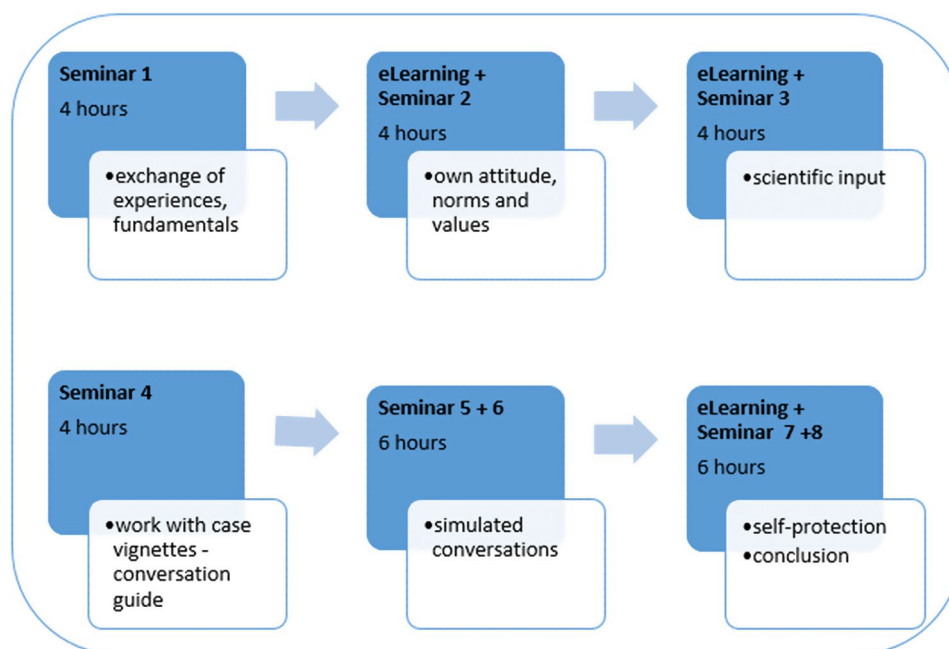 Seminar 1
4 hours
•exchange of
experiences,
fundamentals
eLearning +
Seminar 2
4 hours
•own attitude,
norms and
values
eLearning +
Seminar 3
4 hours
•scientific input
Seminar 4
4 hours
•work with case
vignettes -
conversation
guide
Seminar 5 + 6
6 hours
•simulated
conversations
eLearning +
Seminar  7 +8
6 hours
•self-protection
•conclusion